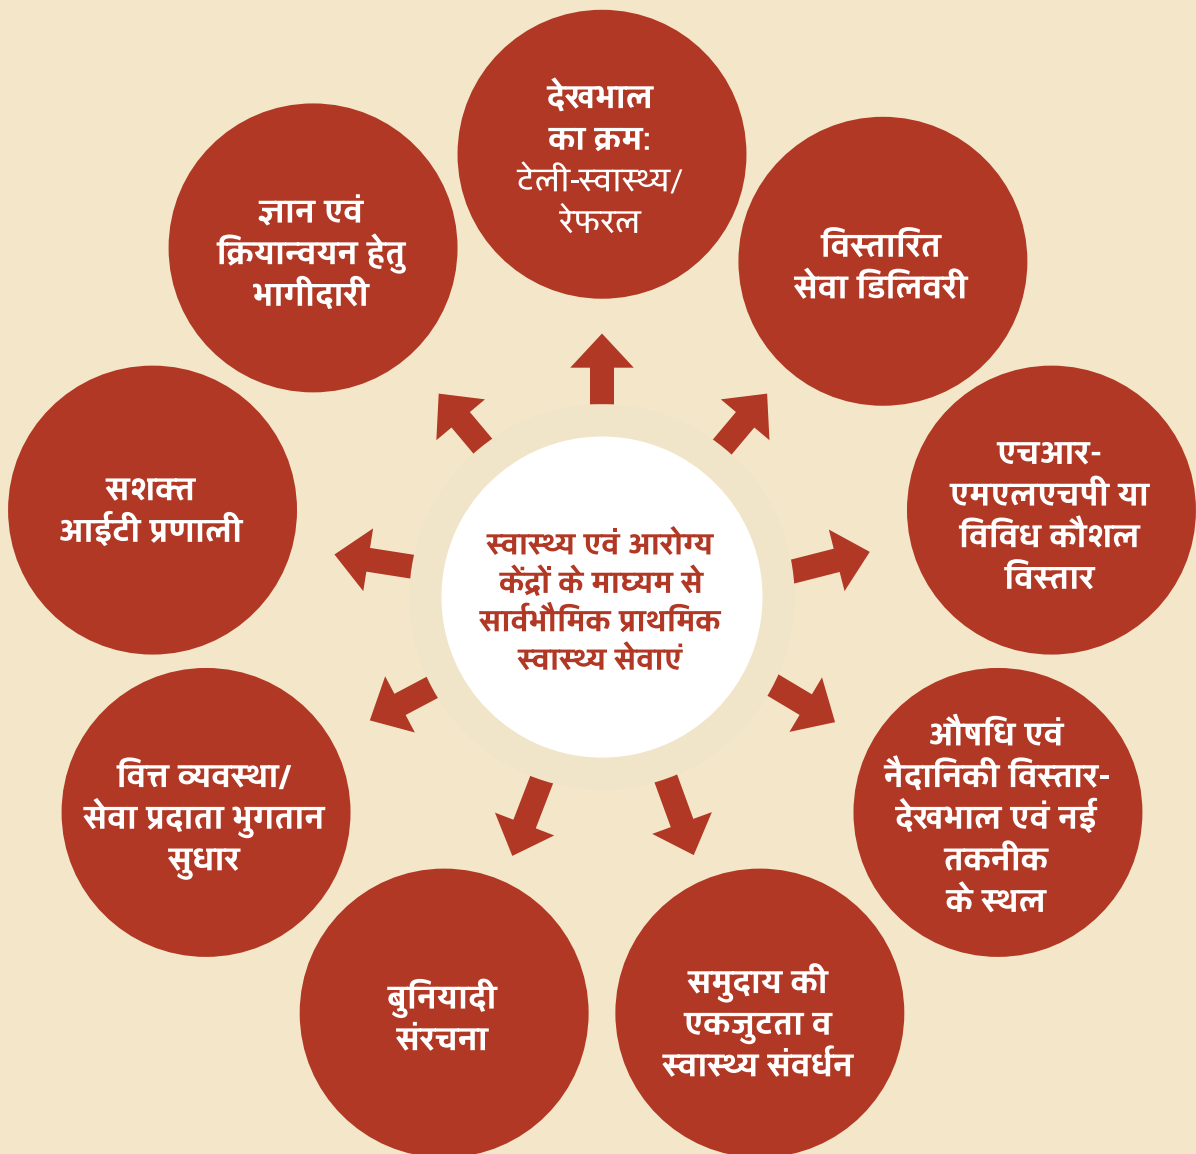 देखभाल
का क्रम:
टेली-स्वास्थ्य/
रेफरल
विस्तारित
सेवा डिलिवरी
एचआर-
एमएलएचपी या
विविध कौशल
विस्तार
औषधि एवं
नैदानिकी विस्तार-
देखभाल एवं नई
तकनीक
के स्थल
समुदाय की
एकजुटता व
स्वास्थ्य संवर्धन
बुनियादी
संरचना
वित्त व्यवस्था/
सेवा प्रदाता भुगतान
सुधार
सशक्त
आईटी प्रणाली
ज्ञान एवं
क्रियान्वयन हेतु
भागीदारी
स्वास्थ्य एवं आरोग्य
केंद्रों के माध्यम से
सार्वभौमिक प्राथमिक
स्वास्थ्य सेवाएं